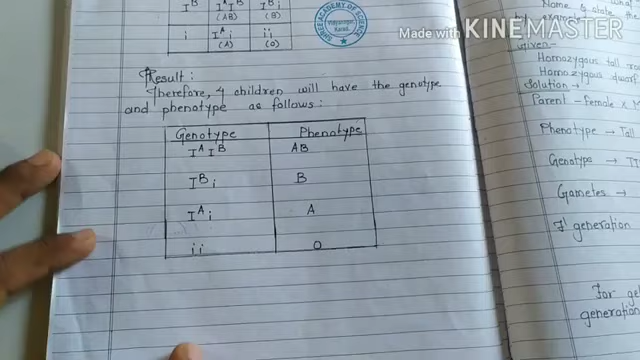 I^B
I^A I^B
(AB)
I^B i
(B)
i
I^A i
(A)
ii
(O)
Result:
Therefore, 4 children will have the genotype
and phenotype as follows:
Genotype Phenotype
I^A I^B AB
I^B i B
I^A i A
ii O
Made with KINEMASTER
Name & state the
given-
Homozygous tall
Homozygous
Solution →
Parent - Female x
Phenotype → Tall
Genotype → TT
Gametes →
F¹ generation
For
generation